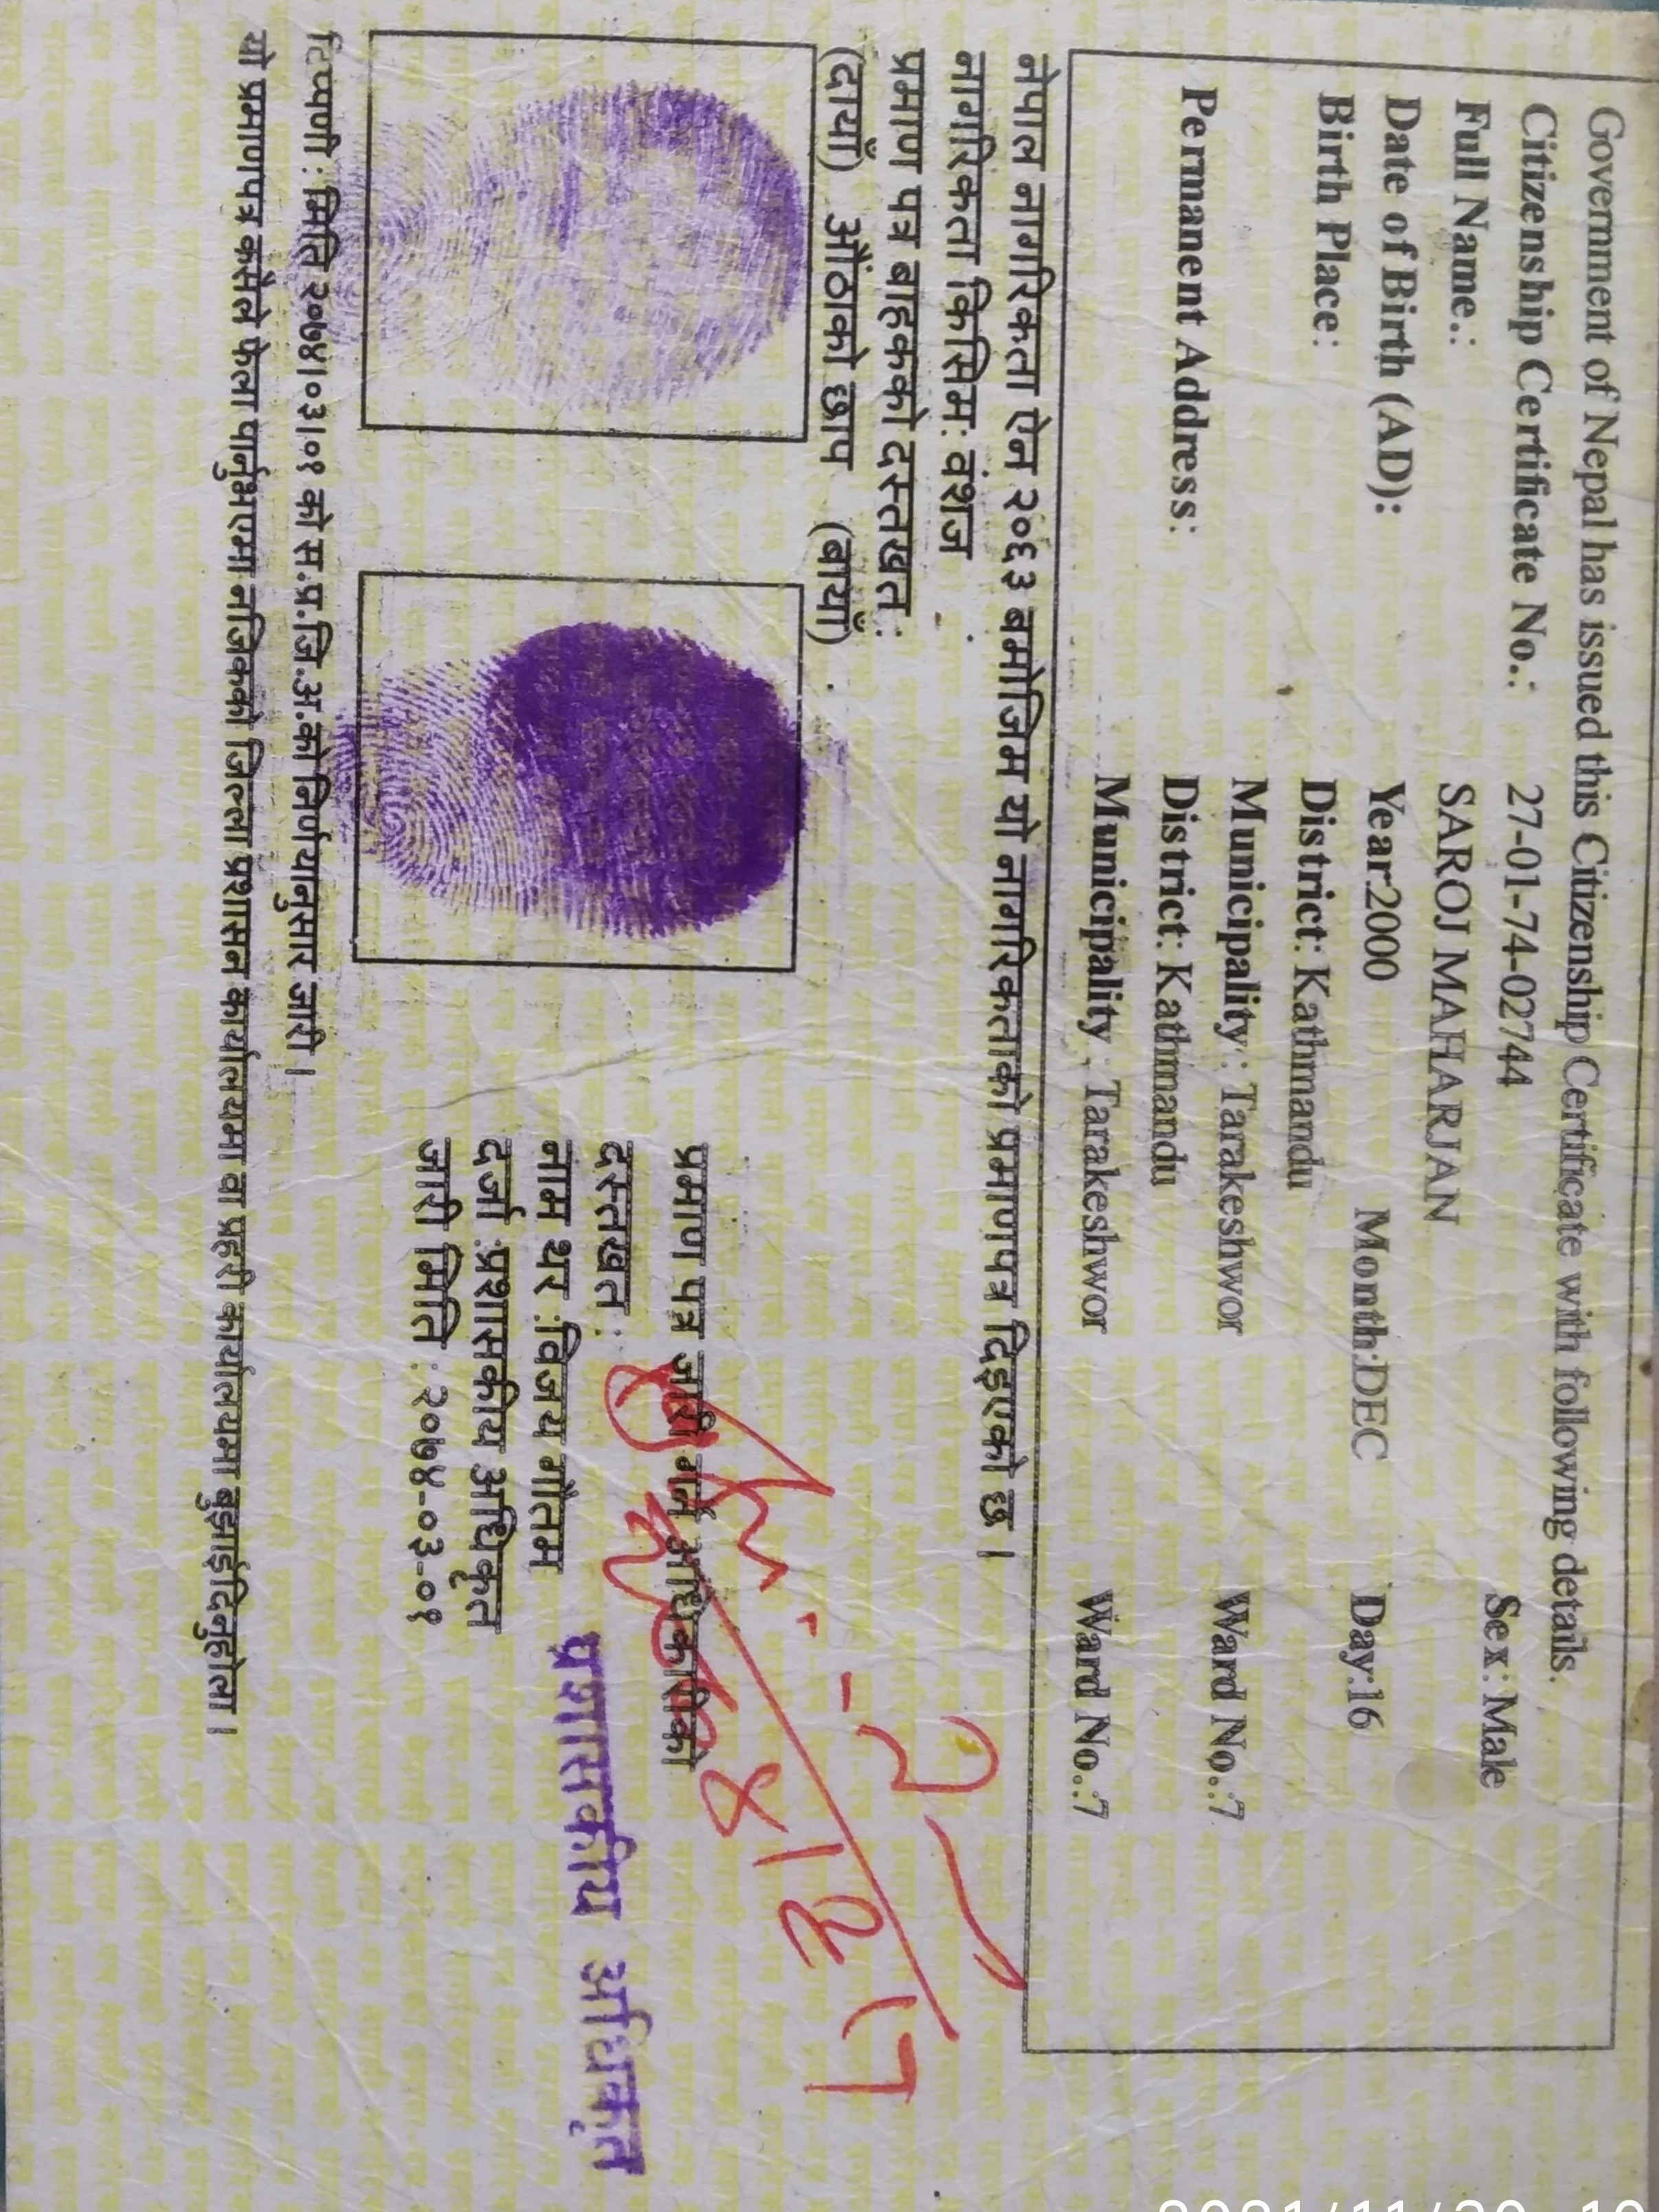 Government of Nepal has issued this Citizenship Certificate with following details.
Citizenship Certificate No.: 27-01-74-02744 Sex: Male
Full Name.: SAROJ MAHARJAN
Date of Birth (AD): Year:2000 Month:DEC Day:16
Birth Place: District: Kathmandu
Municipality : Tarakeshwor Ward No.:7
Permanent Address: District: Kathmandu
Municipality : Tarakeshwor Ward No.:7
नेपाल नागरिकता ऐन २०६३ बमोजिम यो नागरिकताको प्रमाणपत्र दिइएको छ ।
नागरिकता किसिम: वंशज
प्रमाण पत्र बाहकको दस्तखत :
(दायाँ) औंठाको छाप (बायाँ)
प्रमाण पत्र जारी गर्ने अधिकारीको
दस्तखत :
प्रशासकीय अधिकृत
नाम थर :विजय गौतम
दर्जा :प्रशासकीय अधिकृत
जारी मिति : २०७४-०३-०१
टिप्पणी : मिति २०७४।०३।०१ को स.प्र.जि.अ.को निर्णयानुसार जारी ।
यो प्रमाणपत्र कसैले फेला पार्नुभएमा नजिकको जिल्ला प्रशासन कार्यालयमा वा प्रहरी कार्यालयमा बुझाईदिनुहोला ।